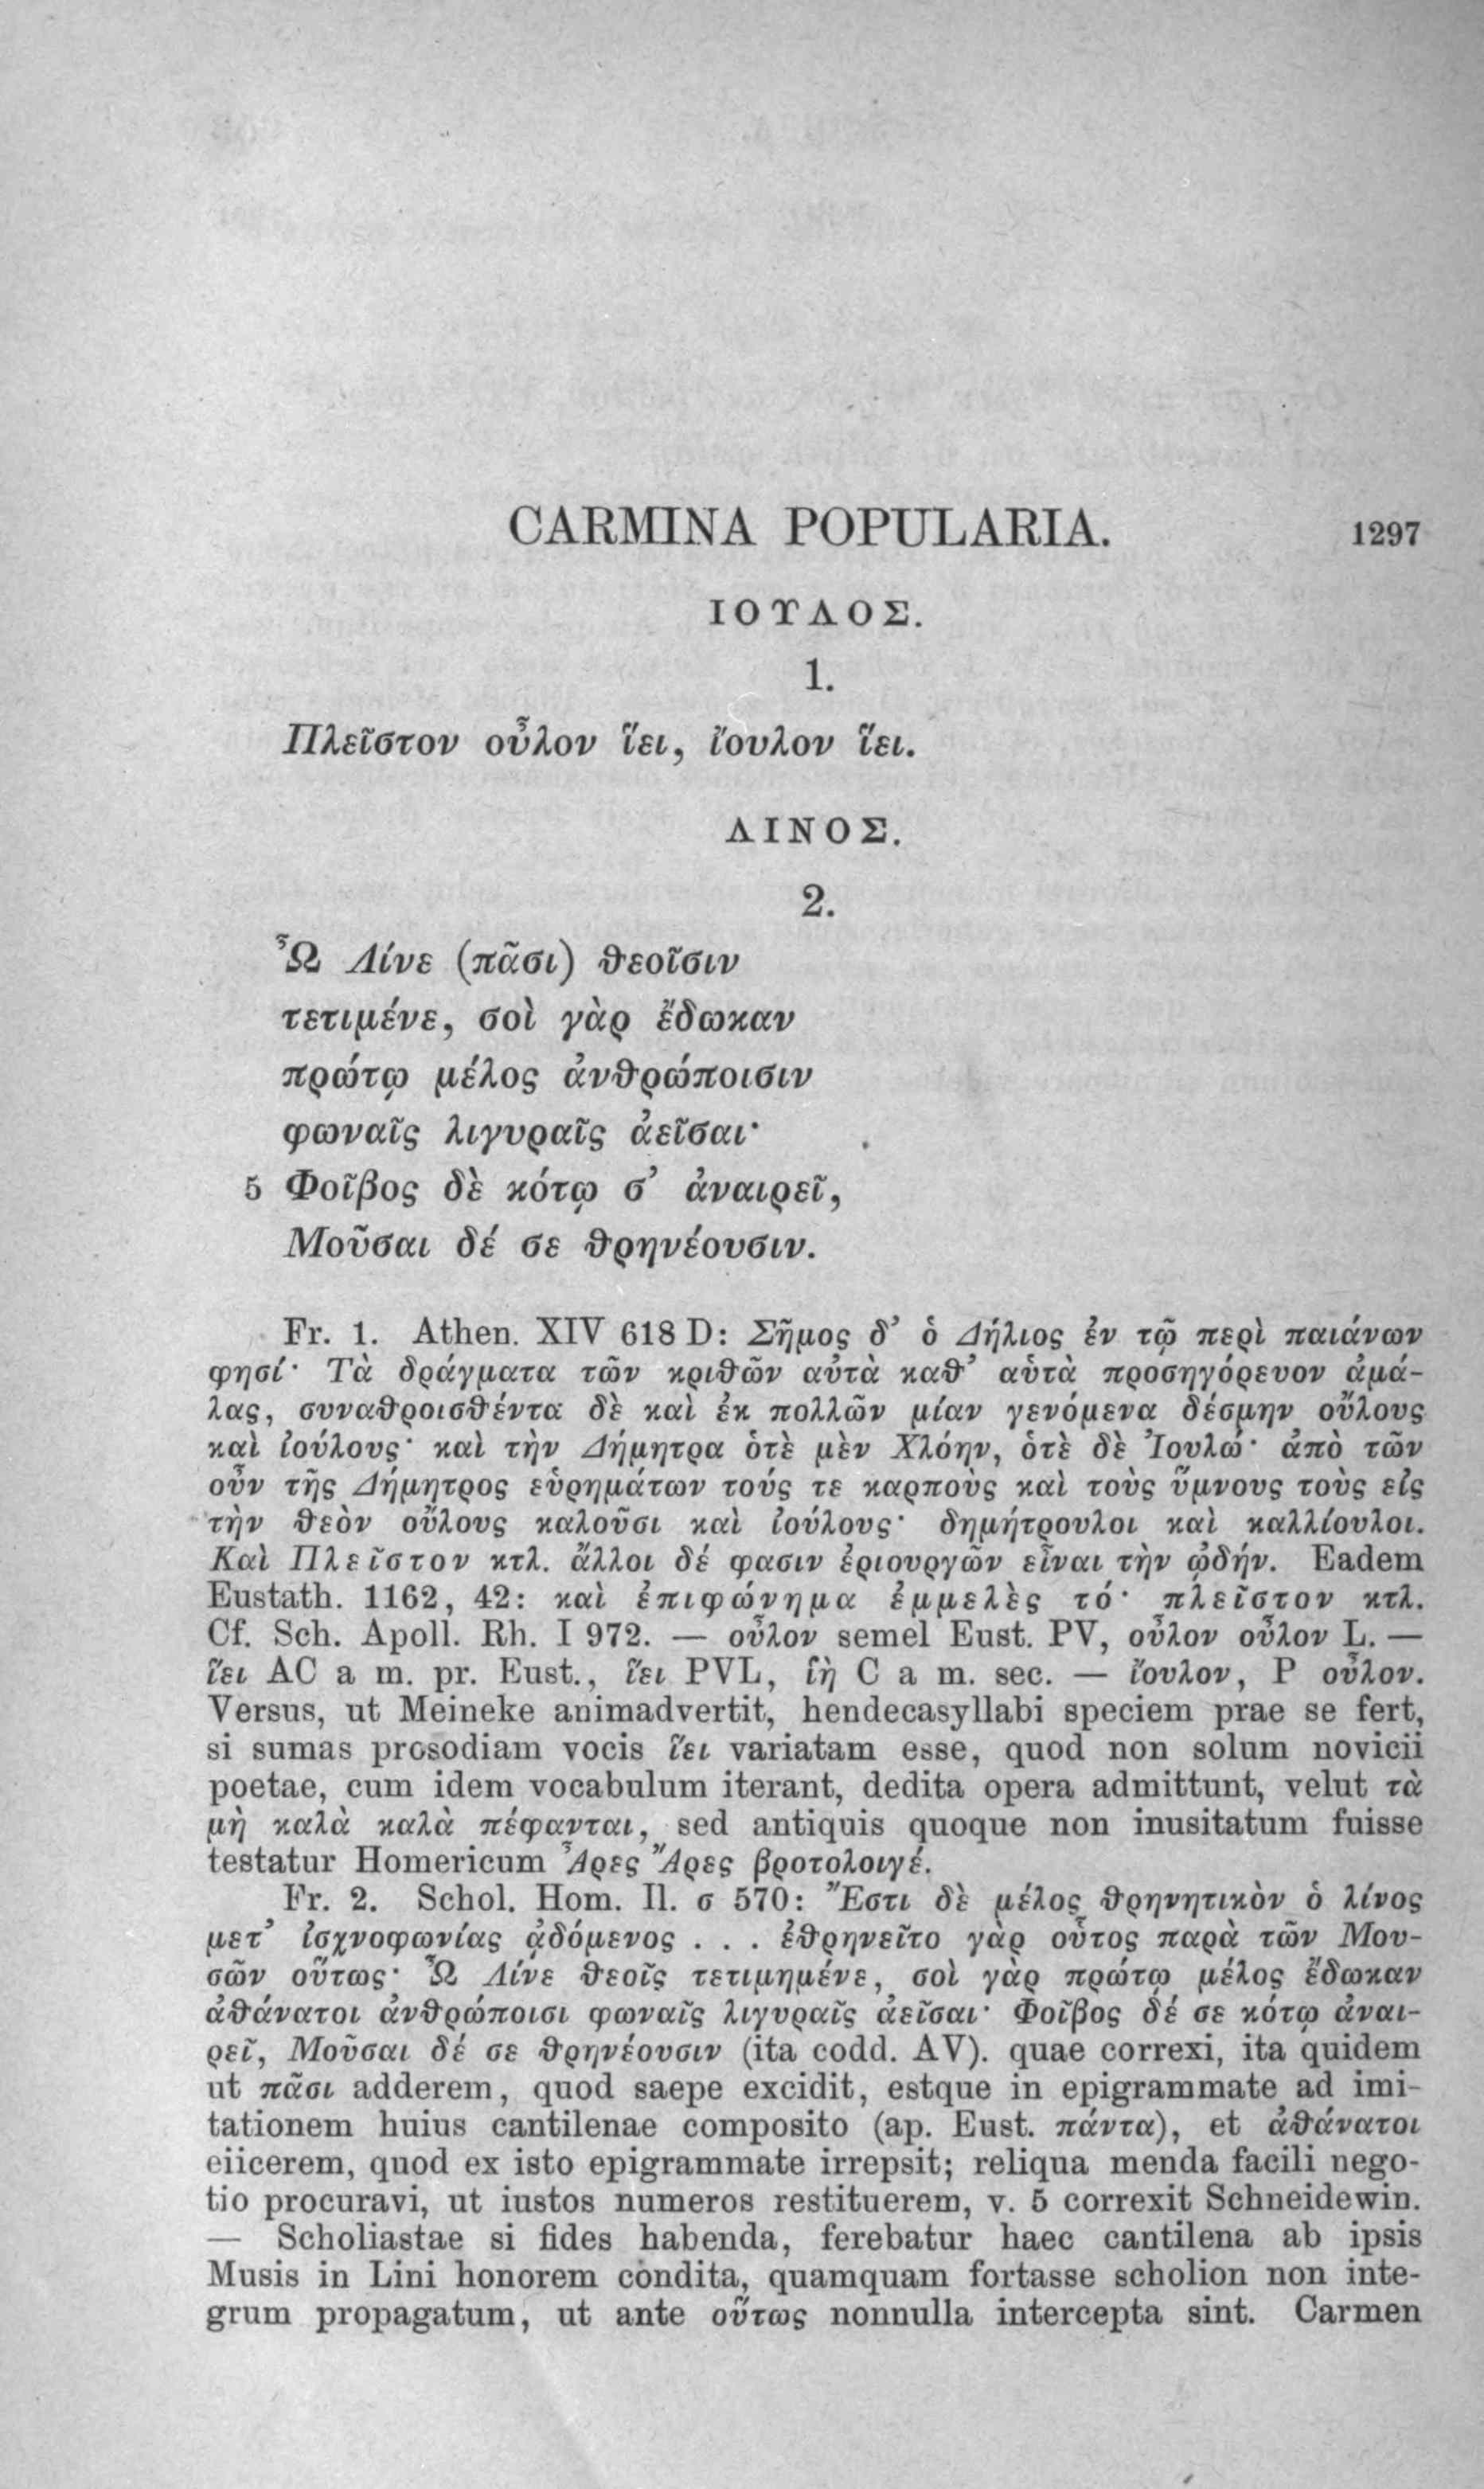 CARMINA POPULARIA. 1297
ΙΟΥΛΟΣ.
1.
Πλεῖστον οὖλον ἵει, ἴουλον ἵει.
ΛΙΝΟΣ.
2.
Ὦ Λίνε (πᾶσι) θεοῖσιν
τετιμένε, σοὶ γὰρ ἔδωκαν
πρώτῳ μέλος ἀνθρώποισιν
φωναῖς λιγυραῖς ἀεῖσαι·
5 Φοῖβος δὲ κότῳ σ’ ἀναιρεῖ,
Μοῦσαι δέ σε θρηνέουσιν.
Fr. 1. Athen. XIV 618 D: Σῆμος δ’ ὁ Δήλιος ἐν τῷ περὶ παιάνων
φησί· Τὰ δράγματα τῶν κριθῶν αὐτὰ καθ’ αὑτὰ προσηγόρευον ἀμά-
λας, συναθροισθέντα δὲ καὶ ἐκ πολλῶν μίαν γενόμενα δέσμην οὔλους
καὶ ἰούλους· καὶ τὴν Δήμητρα ὁτὲ μὲν Χλόην, ὁτὲ δὲ Ἰουλώ· ἀπὸ τῶν
οὖν τῆς Δήμητρος εὑρημάτων τούς τε καρποὺς καὶ τοὺς ὕμνους τοὺς εἰς
τὴν θεὸν οὔλους καλοῦσι καὶ ἰούλους· δημήτρουλοι καὶ καλλίουλοι.
Καὶ Πλεῖστον κτλ. ἄλλοι δέ φασιν ἐριουργῶν εἶναι τὴν ᾠδήν. Eadem
Eustath. 1162, 42: καὶ ἐπιφώνημα ἐμμελὲς τό· πλεῖστον κτλ.
Cf. Sch. Apoll. Rh. I 972. — οὖλον semel Eust. PV, οὖλον οὖλον L. —
ἵει AC a m. pr. Eust., ἵει PVL, ἱὴ C a m. sec. — ἴουλον, P οὖλον.
Versus, ut Meineke animadvertit, hendecasyllabi speciem prae se fert,
si sumas prosodiam vocis ἵει variatam esse, quod non solum novicii
poetae, cum idem vocabulum iterant, dedita opera admittunt, velut τὰ
μὴ καλὰ καλὰ πέφανται, sed antiquis quoque non inusitatum fuisse
testatur Homericum Ἆρες Ἄρες βροτολοιγέ.
Fr. 2. Schol. Hom. Il. σ 570: Ἔστι δὲ μέλος θρηνητικὸν ὁ λίνος
μετ’ ἰσχνοφωνίας ᾀδόμενος . . . ἐθρηνεῖτο γὰρ οὗτος παρὰ τῶν Μου-
σῶν οὕτως· Ὦ Λίνε θεοῖς τετιμημένε, σοὶ γὰρ πρώτῳ μέλος ἔδωκαν
ἀθάνατοι ἀνθρώποισι φωναῖς λιγυραῖς ἀεῖσαι· Φοῖβος δέ σε κότῳ ἀναι-
ρεῖ, Μοῦσαι δέ σε θρηνέουσιν (ita codd. AV). quae correxi, ita quidem
ut πᾶσι adderem, quod saepe excidit, estque in epigrammate ad imi-
tationem huius cantilenae composito (ap. Eust. πάντα), et ἀθάνατοι
eiicerem, quod ex isto epigrammate irrepsit; reliqua menda facili nego-
tio procuravi, ut iustos numeros restituerem, v. 5 correxit Schneidewin.
— Scholiastae si fides habenda, ferebatur haec cantilena ab ipsis
Musis in Lini honorem condita, quamquam fortasse scholion non inte-
grum propagatum, ut ante οὕτως nonnulla intercepta sint. Carmen